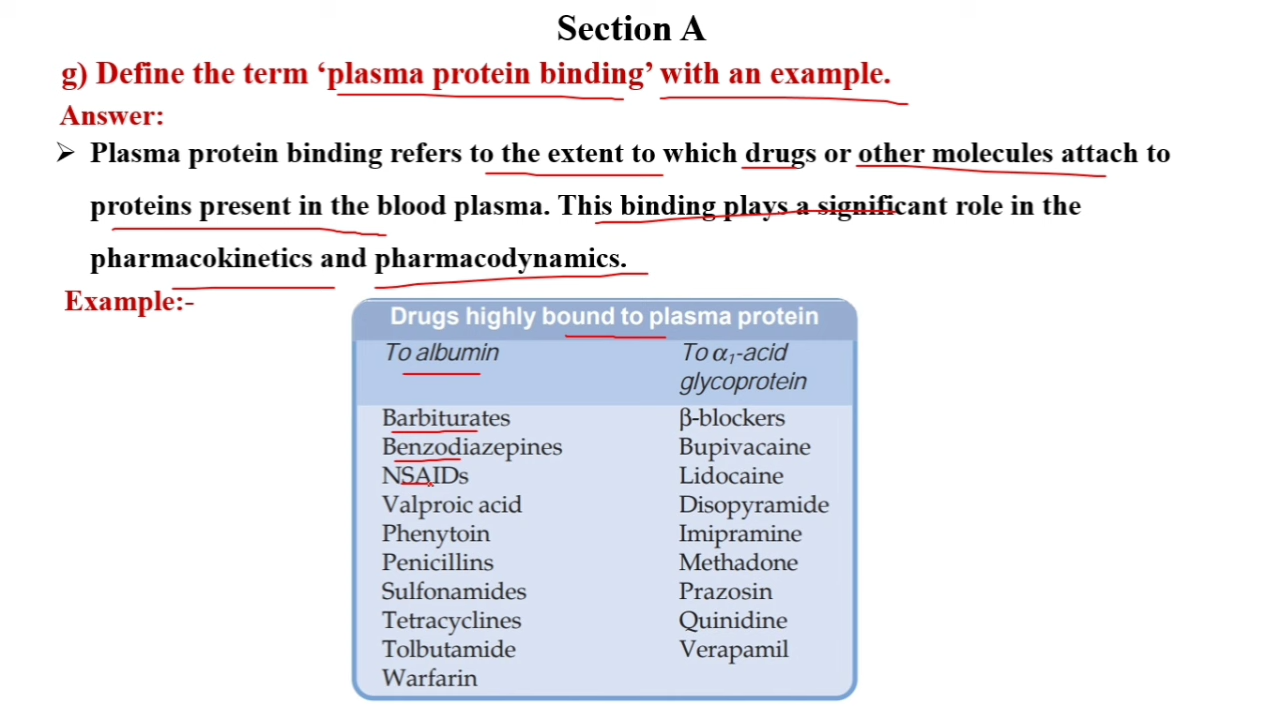 Section A
g) Define the term ‘plasma protein binding’ with an example.
Answer:
➢ Plasma protein binding refers to the extent to which drugs or other molecules attach to
proteins present in the blood plasma. This binding plays a significant role in the
pharmacokinetics and pharmacodynamics.
Example:-
Drugs highly bound to plasma protein
To albumin
To α₁-acid
glycoprotein
Barbiturates
Benzodiazepines
NSAIDs
Valproic acid
Phenytoin
Penicillins
Sulfonamides
Tetracyclines
Tolbutamide
Warfarin
β-blockers
Bupivacaine
Lidocaine
Disopyramide
Imipramine
Methadone
Prazosin
Quinidine
Verapamil